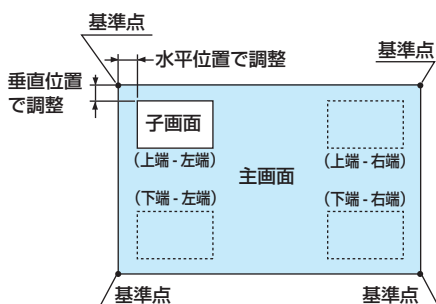 基準点
基準点
水平位置で調整
垂直位置
で調整
子画面
(上端 - 左端)
(上端 - 右端)
主画面
(下端 - 左端)
(下端 - 右端)
基準点
基準点